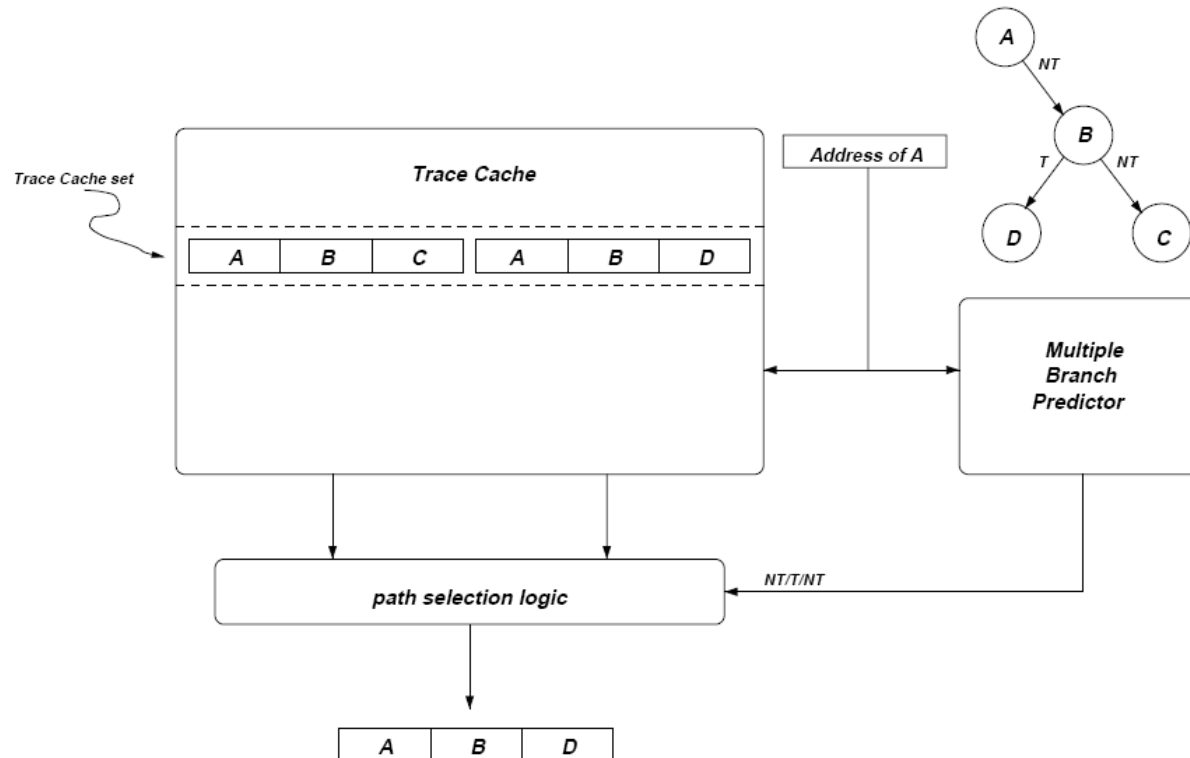 A
NT
B
T
NT
D
C
Address of A
Trace Cache set
Trace Cache
A B C A B D
Multiple
Branch
Predictor
NT/T/NT
path selection logic
A B D